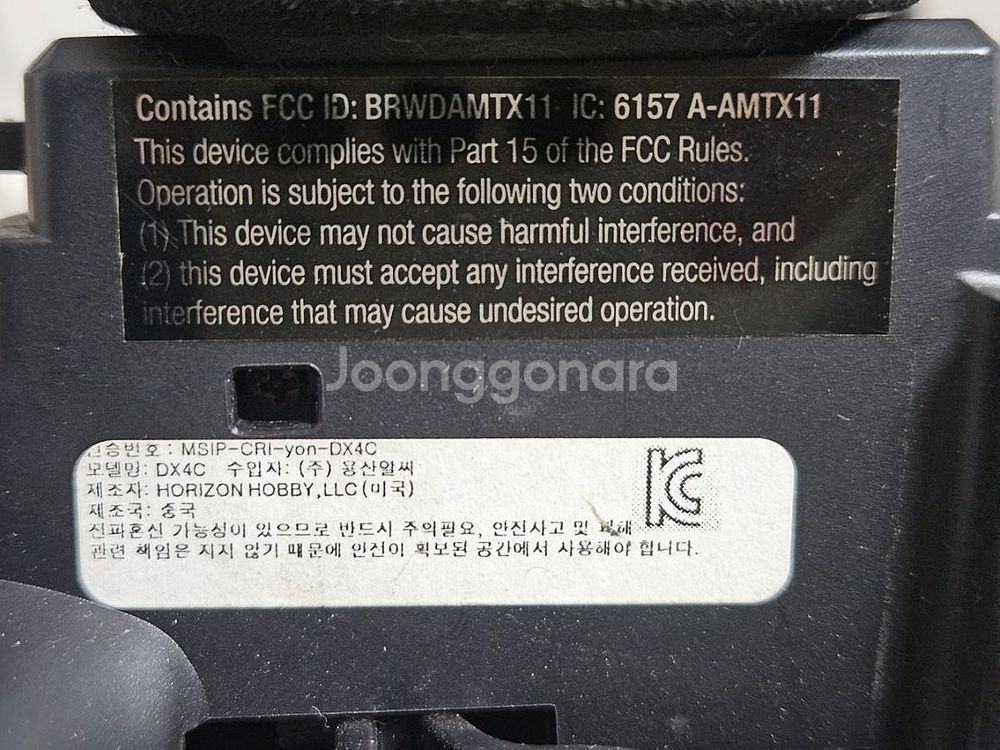 Contains FCC ID: BRWDAMTX11 IC: 6157 A-AMTX11
This device complies with Part 15 of the FCC Rules.
Operation is subject to the following two conditions:
(1) This device may not cause harmful interference, and
(2) this device must accept any interference received, including
interference that may cause undesired operation.
Joonggonara
인증번호 : MSIP-CRI-yon-DX4C
모델명: DX4C 수입자: (주) 용산알씨
제조자: HORIZON HOBBY,LLC (미국)
제조국: 중국
전파혼신 가능성이 있으므로 반드시 주의필요, 안전사고 및 피해
관련 책임은 지지 않기 때문에 안전이 확보된 공간에서 사용해야 합니다.